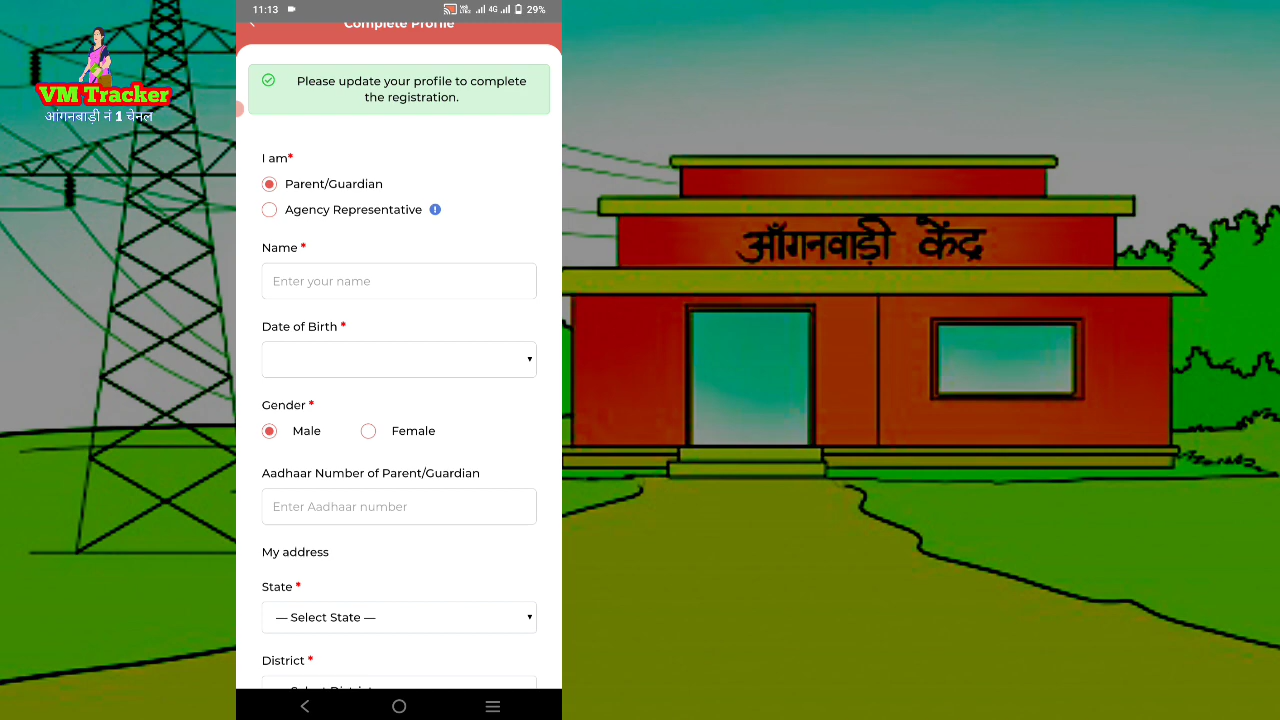 11:13
4G
29%
Complete Profile
VM Tracker
आंगनबाड़ी नं 1 चेनल
Please update your profile to complete
the registration.
I am*
Parent/Guardian
Agency Representative
Name *
Enter your name
Date of Birth *
Gender *
Male Female
Aadhaar Number of Parent/Guardian
Enter Aadhaar number
My address
State *
— Select State —
District *
आँगनवाड़ी केंद्र